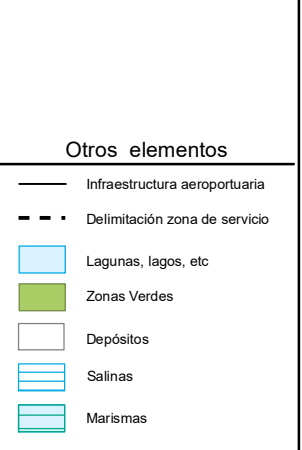 Otros elementos
Infraestructura aeroportuaria
Delimitación zona de servicio
Lagunas, lagos, etc
Zonas Verdes
Depósitos
Salinas
Marismas